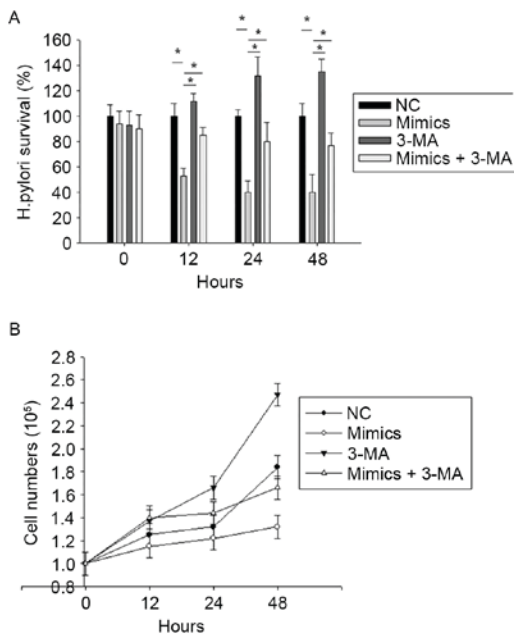 A
H.pylori survival (%)
160
140
120
100
80
60
40
20
0
* * * * * * * * *
0 12 24 48
Hours
NC
Mimics
3-MA
Mimics + 3-MA
B
Cell numbers (10⁵)
2.8
2.6
2.4
2.2
2.0
1.8
1.6
1.4
1.2
1.0
0.8
0 12 24 48
Hours
NC
Mimics
3-MA
Mimics + 3-MA